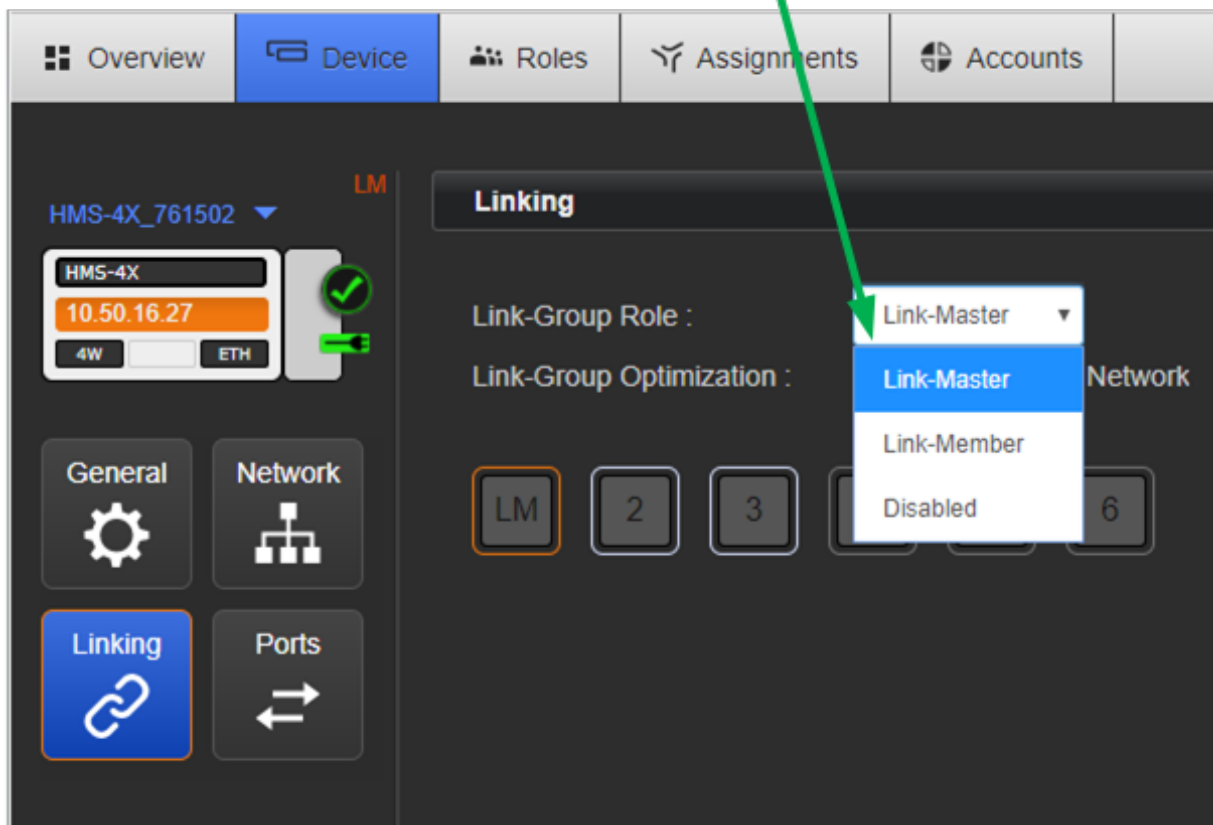 Overview Device Roles Assignments Accounts
LM
HMS-4X_761502
HMS-4X
10.50.16.27
4W ETH
General Network
Linking Ports
Linking
Link-Group Role : Link-Master
Link-Group Optimization : Network
Link-Master
Link-Member
Disabled
LM 2 3 6